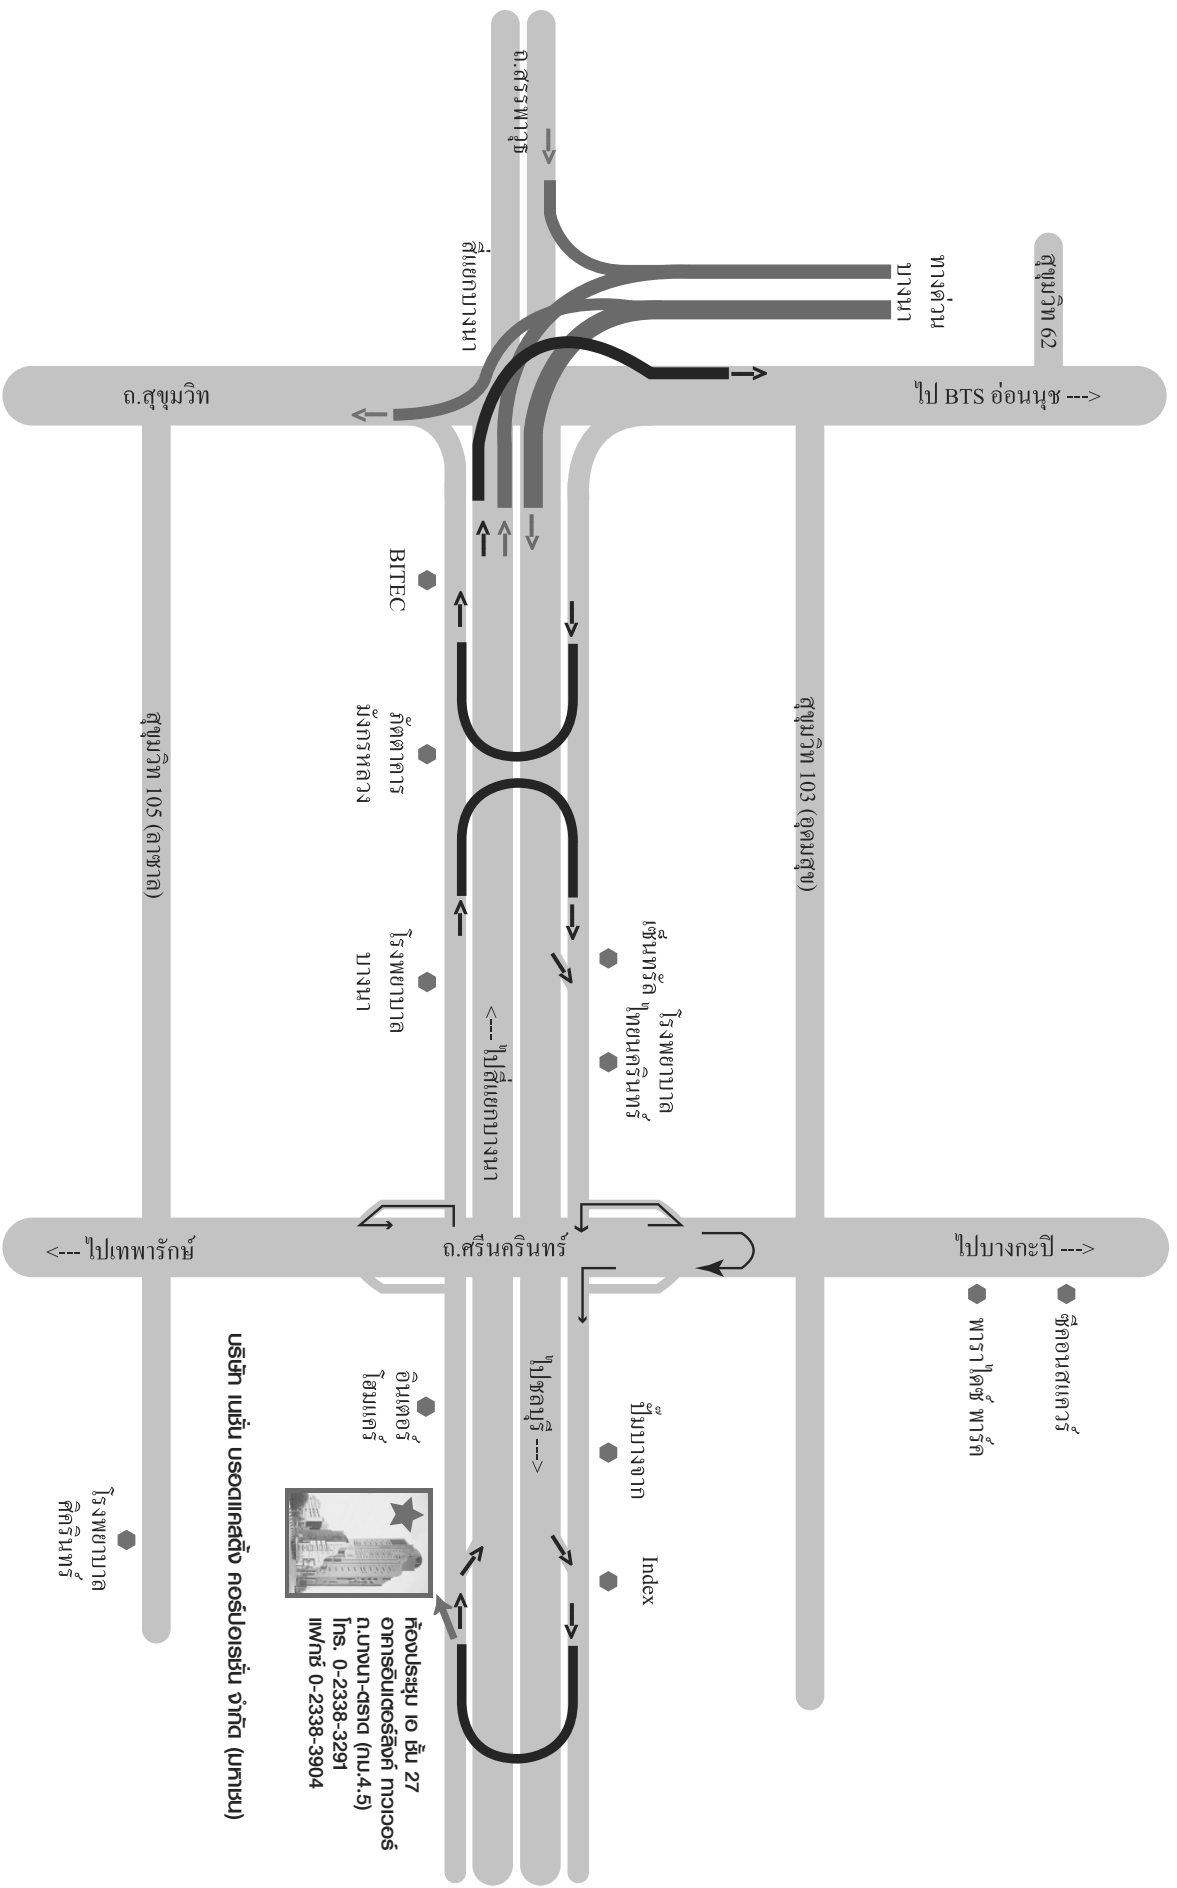 ถ.สรรพาวุธ
สี่แยกบางนา
ทางด่วน
บางนา
สุขุมวิท 62
ถ.สุขุมวิท
ไป BTS อ่อนนุช --->
BITEC
ภัตตาคาร
มังกรหลวง
สุขุมวิท 105 (ลาซาล)
สุขุมวิท 103 (อุดมสุข)
โรงพยาบาล
บางนา
เซ็นทรัล
โรงพยาบาล
ไทยนครินทร์
<--- ไปสี่แยกบางนา
<--- ไปเทพารักษ์
ถ.ศรีนครินทร์
ไปบางกะปิ --->
ซีคอนสแควร์
พาราไดซ์ พาร์ค
ไปชลบุรี --->
อินเตอร์
โฮมแคร์
ปั๊มบางจาก
Index
โรงพยาบาล
ศิครินทร์
บริษัท เนชั่น บรอดแคสติ้ง คอร์ปอเรชั่น จำกัด (มหาชน)
ห้องประชุม เอ ชั้น 27
อาคารอินเตอร์ลิงค์ ทาวเวอร์
ถ.บางนา-ตราด (กม.4.5)
โทร. 0-2338-3291
แฟกซ์ 0-2338-3904